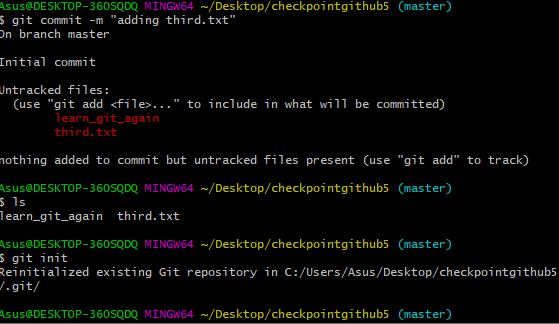 Asus@DESKTOP-36OSQDQ MINGW64 ~/Desktop/checkpointgithub5 (master)
$ git commit -m "adding third.txt"
On branch master
Initial commit
Untracked files:
(use "git add <file>..." to include in what will be committed)
learn_git_again
third.txt
nothing added to commit but untracked files present (use "git add" to track)
Asus@DESKTOP-36OSQDQ MINGW64 ~/Desktop/checkpointgithub5 (master)
$ ls
learn_git_again  third.txt
Asus@DESKTOP-36OSQDQ MINGW64 ~/Desktop/checkpointgithub5 (master)
$ git init
Reinitialized existing Git repository in C:/Users/Asus/Desktop/checkpointgithub5
/.git/
Asus@DESKTOP-36OSQDQ MINGW64 ~/Desktop/checkpointgithub5 (master)